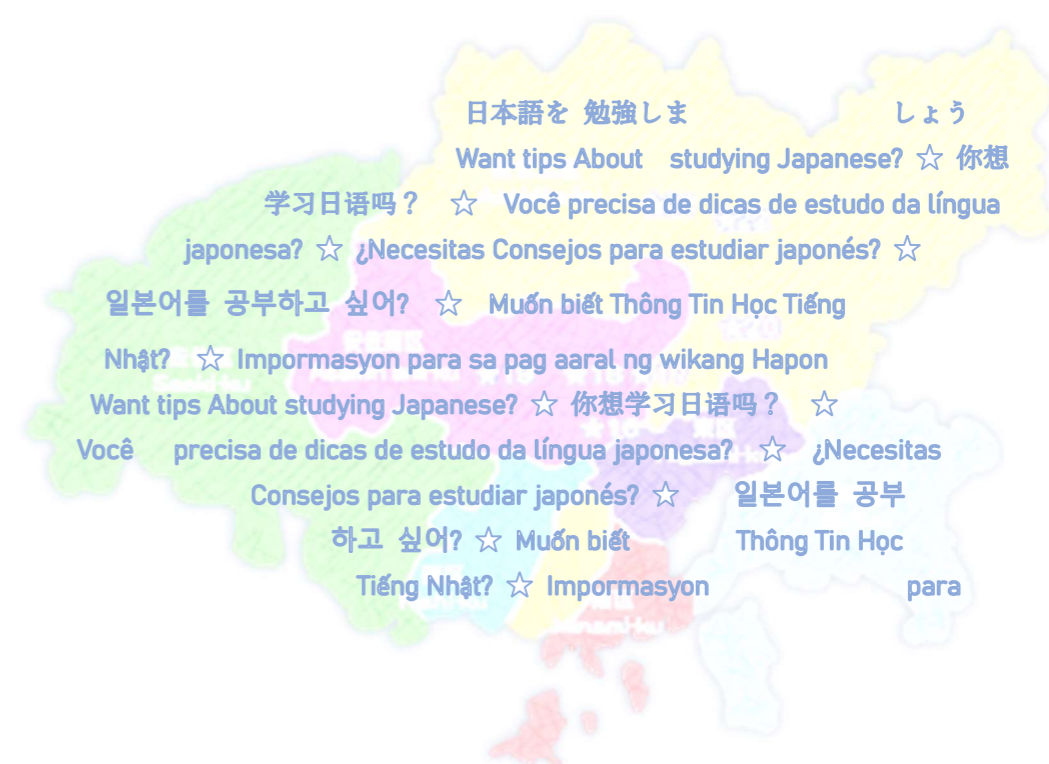 日本語を 勉強しま しょう
Want tips About studying Japanese? ☆ 你想
学习日语吗？ ☆ Você precisa de dicas de estudo da língua
japonesa? ☆ ¿Necesitas Consejos para estudiar japonés? ☆
일본어를 공부하고 싶어? ☆ Muốn biết Thông Tin Học Tiếng
Nhật? ☆ Impormasyon para sa pag aaral ng wikang Hapon
Want tips About studying Japanese? ☆ 你想学习日语吗？ ☆
Você precisa de dicas de estudo da língua japonesa? ☆ ¿Necesitas
Consejos para estudiar japonés? ☆ 일본어를 공부
하고 싶어? ☆ Muốn biết Thông Tin Học
Tiếng Nhật? ☆ Impormasyon para